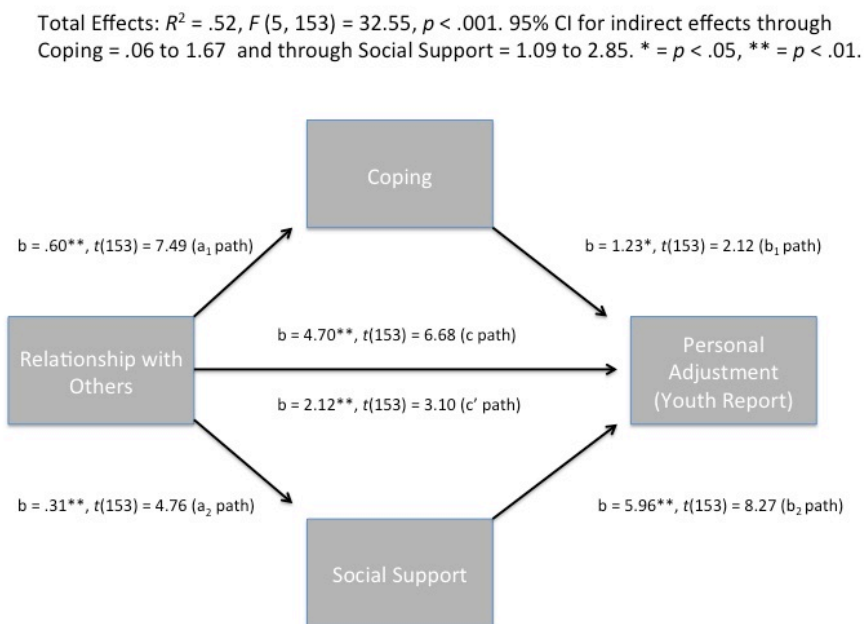 Total Effects: R² = .52, F (5, 153) = 32.55, p < .001. 95% CI for indirect effects through
Coping = .06 to 1.67 and through Social Support = 1.09 to 2.85. * = p < .05, ** = p < .01.
Coping
b = .60**, t(153) = 7.49 (a₁ path)
b = 1.23*, t(153) = 2.12 (b₁ path)
b = 4.70**, t(153) = 6.68 (c path)
Relationship with
Others
Personal
Adjustment
(Youth Report)
b = 2.12**, t(153) = 3.10 (c' path)
b = .31**, t(153) = 4.76 (a₂ path)
b = 5.96**, t(153) = 8.27 (b₂ path)
Social Support